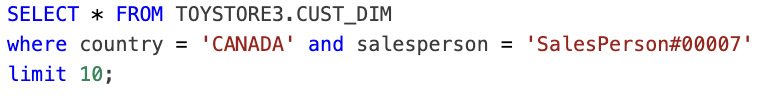 SELECT * FROM TOYSTORE3.CUST_DIM
where country = 'CANADA' and salesperson = 'SalesPerson#00007'
limit 10;